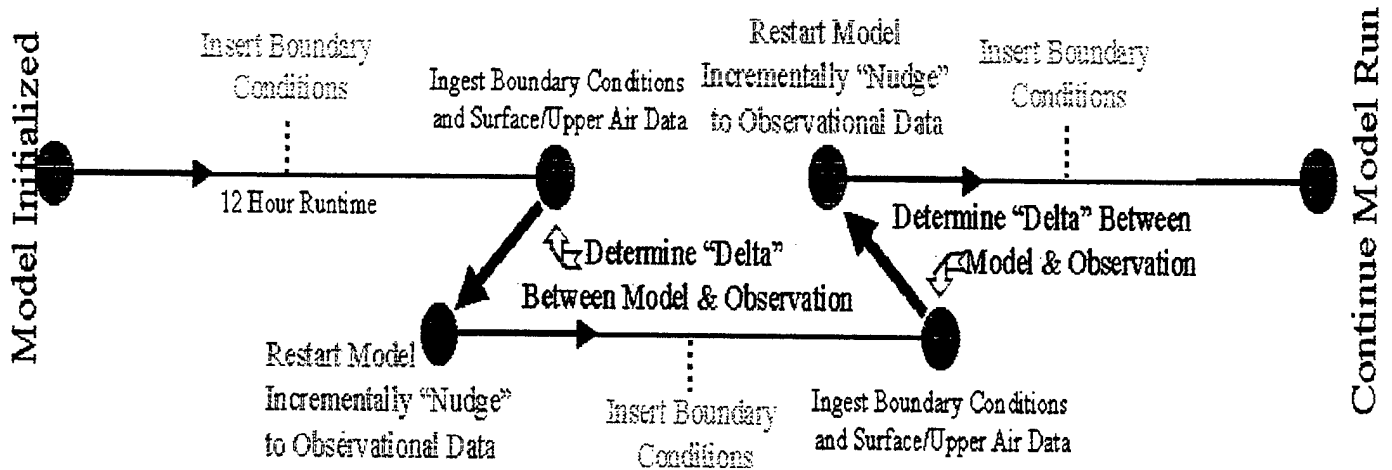 Model Initialized
Insert Boundary
Conditions
12 Hour Runtime
Ingest Boundary Conditions
and Surface/Upper Air Data
Determine “Delta”
Between Model & Observation
Restart Model
Incrementally “Nudge”
to Observational Data
Insert Boundary
Conditions
Ingest Boundary Conditions
and Surface/Upper Air Data
Determine “Delta” Between
Model & Observation
Restart Model
Incrementally “Nudge”
to Observational Data
Insert Boundary
Conditions
Continue Model Run